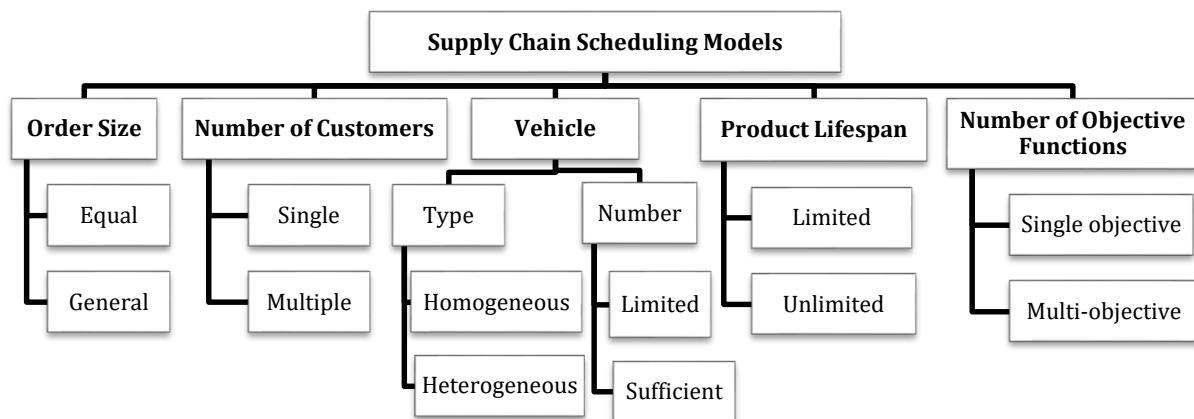 Supply Chain Scheduling Models
Order Size
Number of Customers
Vehicle
Product Lifespan
Number of Objective
Functions
Equal
General
Single
Multiple
Type
Number
Homogeneous
Heterogeneous
Limited
Sufficient
Limited
Unlimited
Single objective
Multi-objective